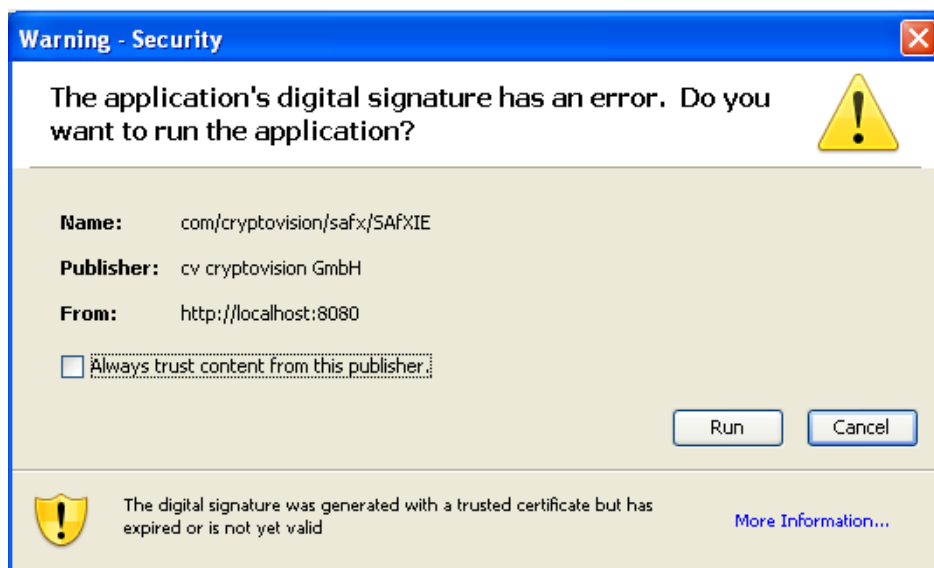 Warning - Security
The application's digital signature has an error. Do you
want to run the application?
Name: com/cryptovision/safx/SAfXIE
Publisher: cv cryptovision GmbH
From: http://localhost:8080
Always trust content from this publisher.
Run Cancel
The digital signature was generated with a trusted certificate but has
expired or is not yet valid
More Information...